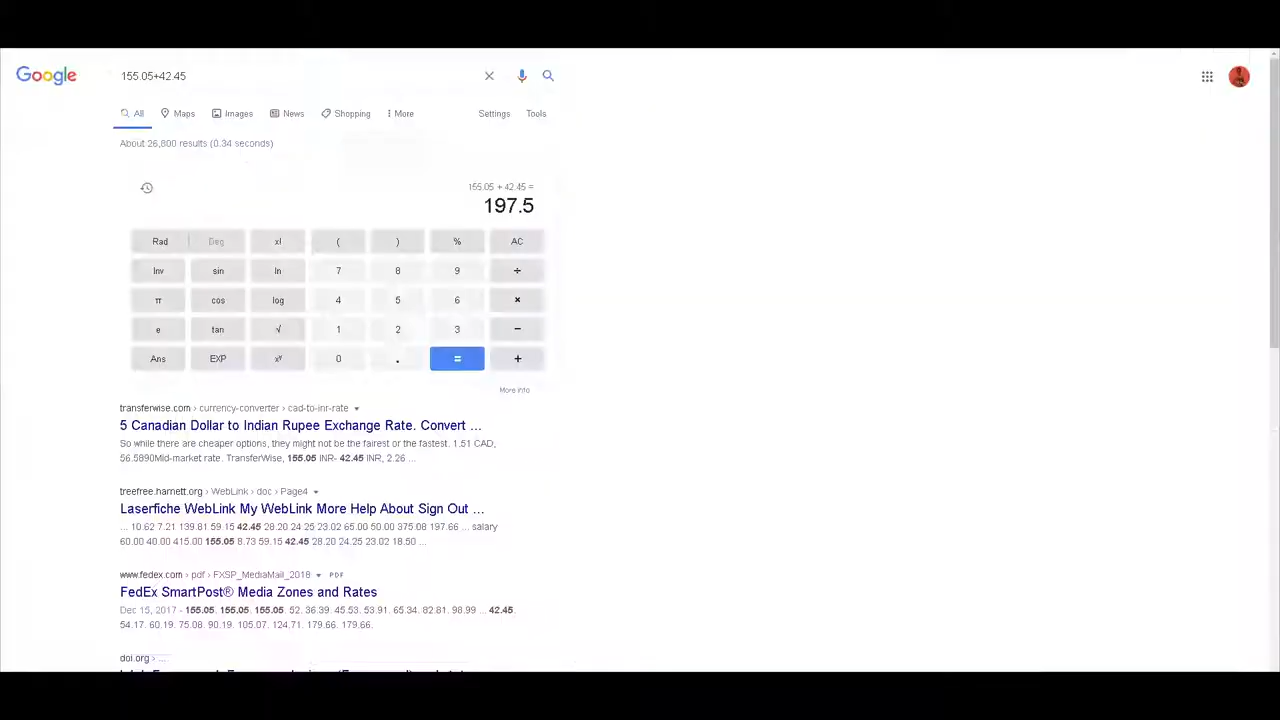 Google 155.05+42.45
All Maps Images News Shopping More Settings Tools
About 26,800 results (0.34 seconds)
155.05 + 42.45 =
197.5
Rad Deg x! ( ) % AC
Inv sin ln 7 8 9 ÷
π cos log 4 5 6 ×
e tan √ 1 2 3 −
Ans EXP xʸ 0 . = +
More info
transferwise.com › currency-converter › cad-to-inr-rate
5 Canadian Dollar to Indian Rupee Exchange Rate. Convert ...
So while there are cheaper options, they might not be the fairest or the fastest. 1.51 CAD,
56.5890Mid-market rate. TransferWise, 155.05 INR- 42.45 INR, 2.26 ...
treefree.harnett.org › WebLink › doc › Page4
Laserfiche WebLink My WebLink More Help About Sign Out ...
... 10.62 7.21 139.81 59.15 42.45 28.20 24 25 23.02 65.00 50.00 375.08 197.66 ... salary
60.00 40.00 415.00 155.05 8.73 59.15 42.45 28.20 24.25 23.02 18.50 ...
www.fedex.com › pdf › FXSP_MediaMail_2018 PDF
FedEx SmartPost® Media Zones and Rates
Dec 15, 2017 - 155.05. 155.05. 155.05. 52. 36.39. 45.53. 53.91. 65.34. 82.81. 98.99 ... 42.45.
54.17. 60.19. 75.08. 90.19. 105.07. 124.71. 179.66. 179.66.
doi.org › ...